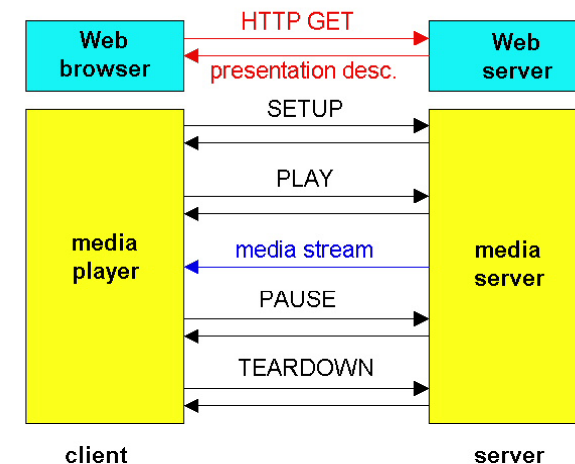 HTTP GET
Web
browser
Web
server
presentation desc.
SETUP
PLAY
media
player
media stream
media
server
PAUSE
TEARDOWN
client
server